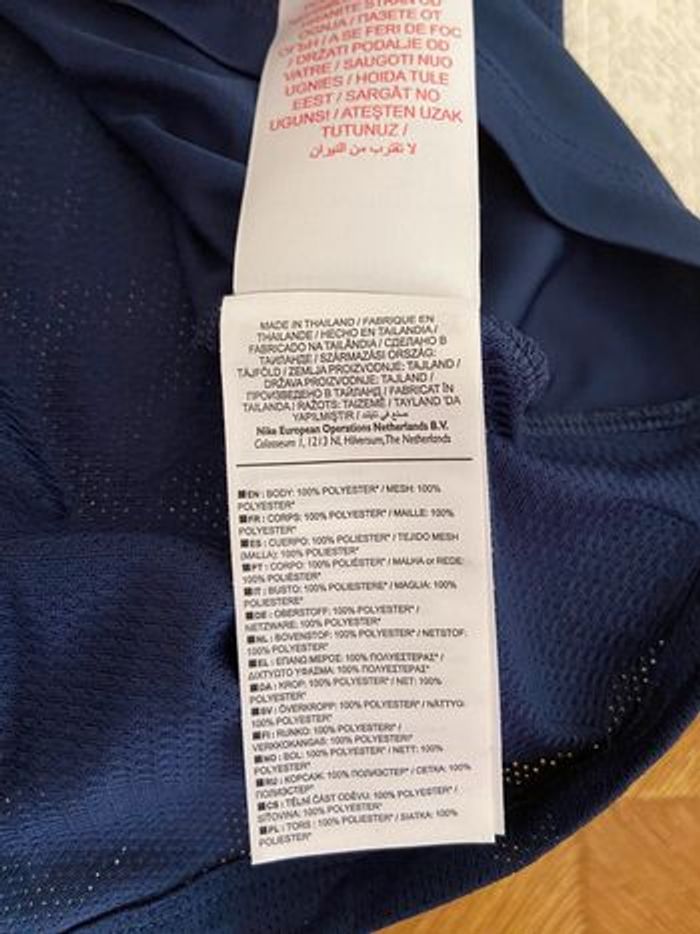 ОГАЊА / ПАЗЕТЕ ОТ
ОГЪН / A SE FERI DE FOC
/ DRŽATI PODALJE OD
VATRE / SAUGOTI NUO
UGNIES / HOIDA TULE
EEST / SARGĀT NO
UGUNS! / ATEŞTEN UZAK
TUTUNUZ /
لا تقترب من النيران
MADE IN THAILAND / FABRIQUE EN
THAILANDE / HECHO EN TAILANDIA /
FABRICADO NA TAILÂNDIA / СДЕЛАНО В
ТАИЛАНДЕ / SZÁRMAZÁSI ORSZÁG:
TÁJFÖLD / ZEMLJA PROIZVODNJE: TAJLAND /
DRŽAVA PROIZVODNJE: TAJLAND /
ПРОИЗВЕДЕНО В ТАЙЛАНД / FABRICAT ÎN
TAILANDA / RAŽOTS: TAIZEMĒ / TAYLAND 'DA
YAPILMIŞTIR / صنع في تايلند
Nike European Operations Netherlands B.V.
Colosseum 1, 1213 NL Hilversum, The Netherlands
EN : BODY: 100% POLYESTER* / MESH: 100%
POLYESTER*
FR : CORPS: 100% POLYESTER* / MAILLE: 100%
POLYESTER*
ES : CUERPO: 100% POLIÉSTER* / TEJIDO MESH
(MALLA): 100% POLIÉSTER*
PT : CORPO: 100% POLIÉSTER* / MALHA or REDE:
100% POLIÉSTER*
IT : BUSTO: 100% POLIESTERE* / MAGLIA: 100%
POLIESTERE*
DE : OBERSTOFF: 100% POLYESTER* /
NETZWARE: 100% POLYESTER*
NL : BOVENSTOF: 100% POLYESTER* / NETSTOF:
100% POLYESTER*
EL : ΕΠΑΝΩ ΜΕΡΟΣ: 100% ΠΟΛΥΕΣΤΕΡΑΣ* /
ΔΙΧΤΥΩΤΟ ΥΦΑΣΜΑ: 100% ΠΟΛΥΕΣΤΕΡΑΣ*
DA : KROP: 100% POLYESTER* / NET: 100%
POLYESTER*
SV : ÖVERKROPP: 100% POLYESTER* / NÄTTYG:
100% POLYESTER*
FI : RUNKO: 100% POLYESTERI* /
VERKKOKANGAS: 100% POLYESTERI*
NO : BOL: 100% POLYESTER* / NETT: 100%
POLYESTER*
RU : КОРСАЖ: 100% ПОЛИЭСТЕР* / СЕТКА: 100%
ПОЛИЭСТЕР*
CS : TĚLNÍ ČÁST ODĚVU: 100% POLYESTER* /
SÍŤOVINA: 100% POLYESTER*
PL : TORS : 100% POLIESTER* / SIATKA: 100%
POLIESTER*